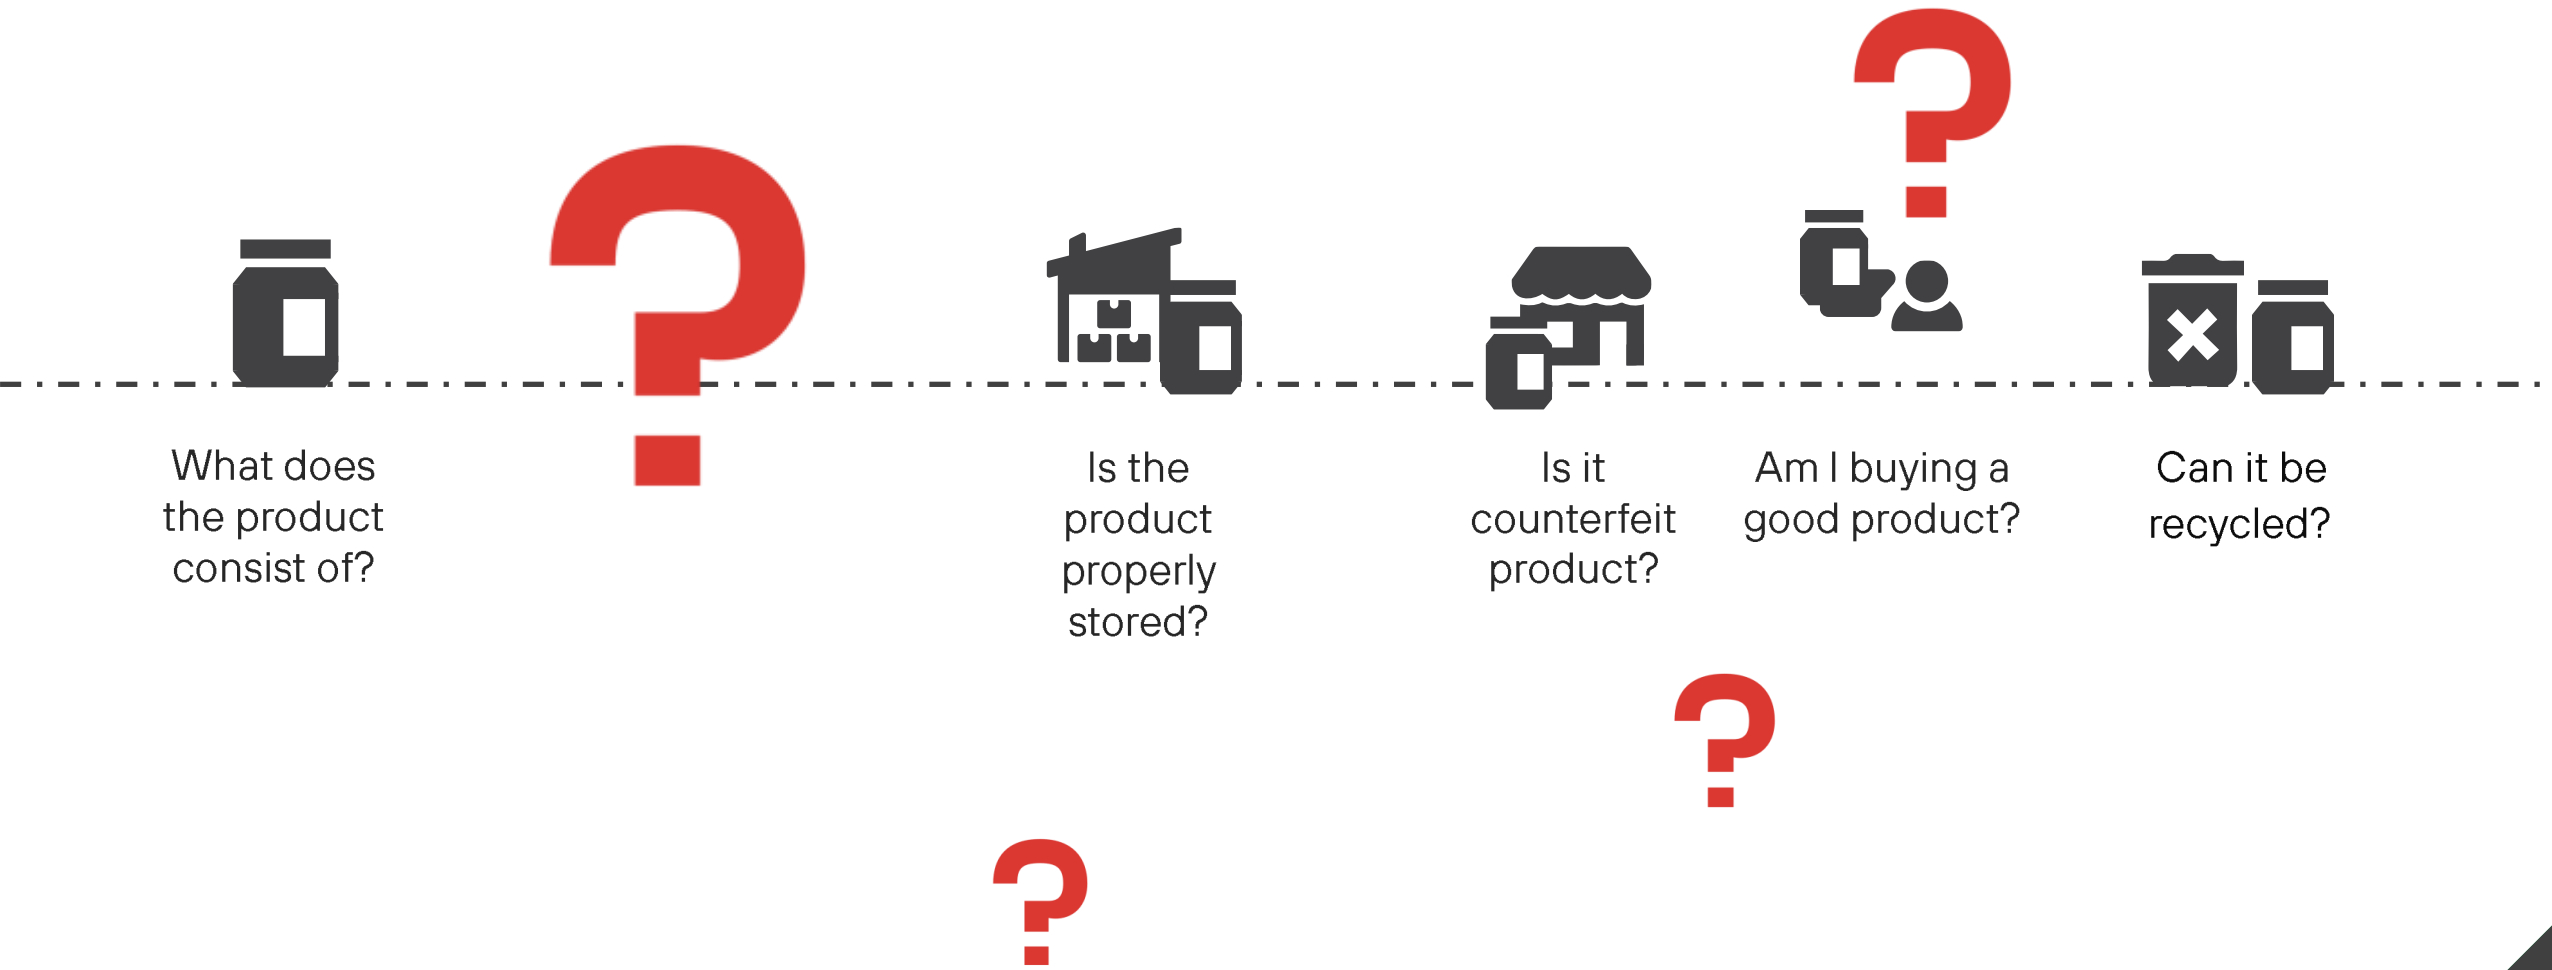 What does
the product
consist of?
?
Is the
product
properly
stored?
Is it
counterfeit
product?
?
Am I buying a
good product?
Can it be
recycled?
?
?